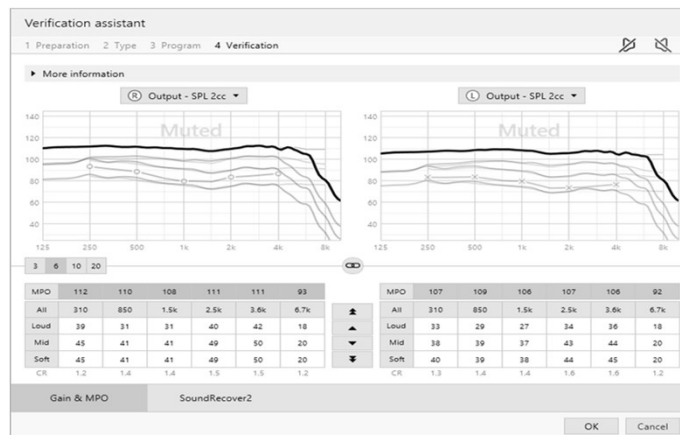 Verification assistant
1 Preparation 2 Type 3 Program 4 Verification
More information
R Output - SPL 2cc
L Output - SPL 2cc
140
120
100
80
60
40
Muted
125 250 500 1k 2k 4k 8k
140
120
100
80
60
40
Muted
125 250 500 1k 2k 4k 8k
3 6 10 20
MPO 112 110 108 111 111 93
All 310 850 1.5k 2.5k 3.6k 6.7k
Loud 39 31 31 40 42 18
Mid 45 41 41 49 50 20
Soft 45 41 41 49 50 20
CR 1.2 1.4 1.4 1.5 1.5 1.2
MPO 107 109 106 107 106 92
All 310 850 1.5k 2.5k 3.6k 6.7k
Loud 33 29 27 34 36 18
Mid 38 39 37 43 44 20
Soft 40 39 38 44 45 20
CR 1.3 1.4 1.4 1.6 1.6 1.2
Gain & MPO SoundRecover2
OK Cancel